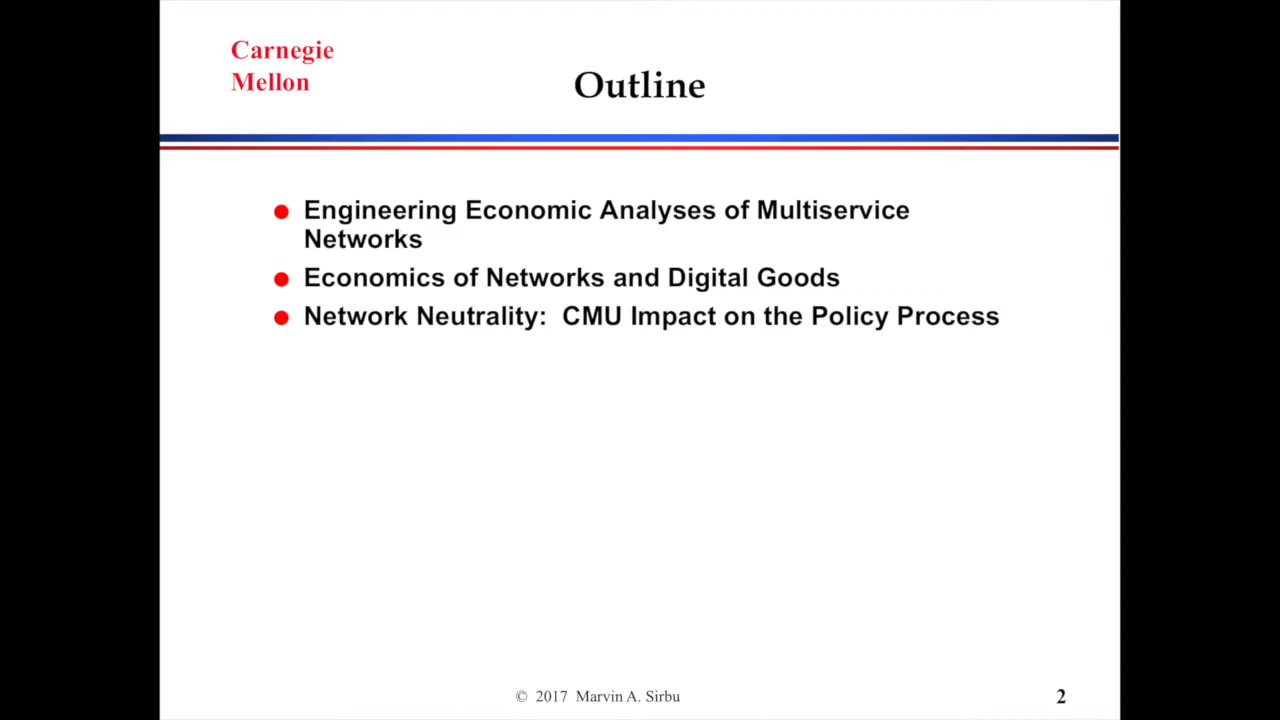 Carnegie
Mellon
Outline
Engineering Economic Analyses of Multiservice
Networks
Economics of Networks and Digital Goods
Network Neutrality:  CMU Impact on the Policy Process
© 2017 Marvin A. Sirbu
2